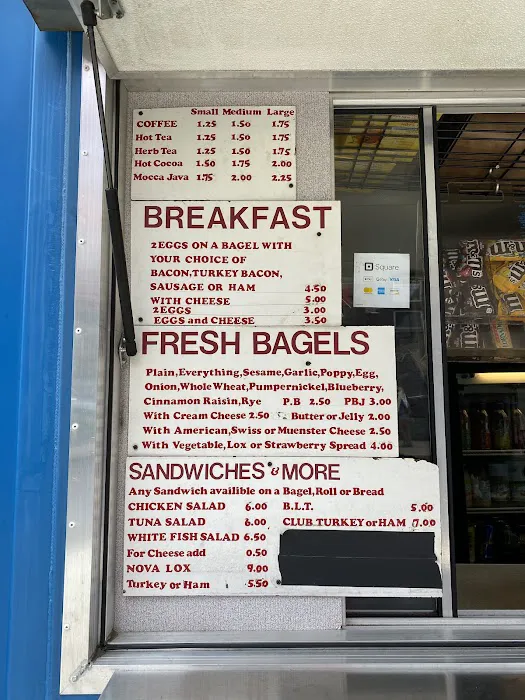 Small Medium Large
COFFEE 1.25 1.50 1.75
Hot Tea 1.25 1.50 1.75
Herb Tea 1.25 1.50 1.75
Hot Cocoa 1.50 1.75 2.00
Mocca Java 1.75 2.00 2.25
BREAKFAST
2 EGGS ON A BAGEL WITH
YOUR CHOICE OF
BACON, TURKEY BACON,
SAUSAGE OR HAM 4.50
WITH CHEESE 5.00
2 EGGS 3.00
EGGS and CHEESE 3.50
Square
VISA
FRESH BAGELS
Plain, Everything, Sesame, Garlic, Poppy, Egg,
Onion, Whole Wheat, Pumpernickel, Blueberry,
Cinnamon Raisin, Rye P.B 2.50 PBJ 3.00
With Cream Cheese 2.50 Butter or Jelly 2.00
With American, Swiss or Muenster Cheese 2.50
With Vegetable, Lox or Strawberry Spread 4.00
SANDWICHES & MORE
Any Sandwich availible on a Bagel, Roll or Bread
CHICKEN SALAD 6.00 B.L.T. 5.00
TUNA SALAD 6.00 CLUB TURKEY or HAM 7.00
WHITE FISH SALAD 6.50
For Cheese add 0.50
NOVA LOX 9.00
Turkey or Ham 5.50